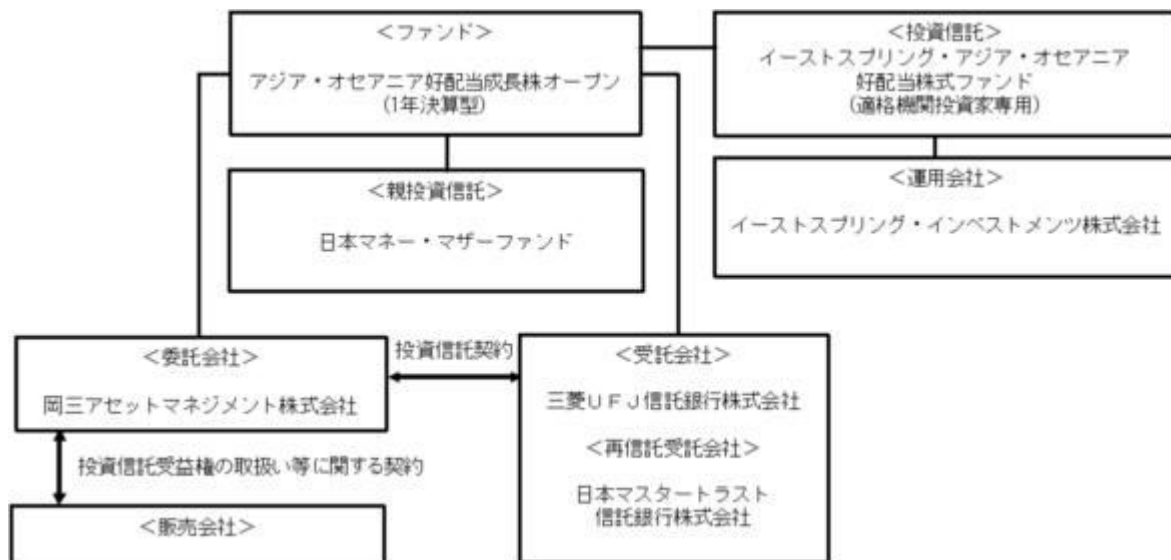 ＜ファンド＞
アジア・オセアニア好配当成長株オープン
(1年決算型)
＜投資信託＞
イーストスプリング・アジア・オセアニア
好配当株式ファンド
(適格機関投資家専用)
＜親投資信託＞
日本マネー・マザーファンド
＜運用会社＞
イーストスプリング・インベストメンツ株式会社
＜委託会社＞
岡三アセットマネジメント株式会社
投資信託契約
＜受託会社＞
三菱ＵＦＪ信託銀行株式会社
＜再信託受託会社＞
日本マスタートラスト
信託銀行株式会社
投資信託受益権の取扱い等に関する契約
＜販売会社＞